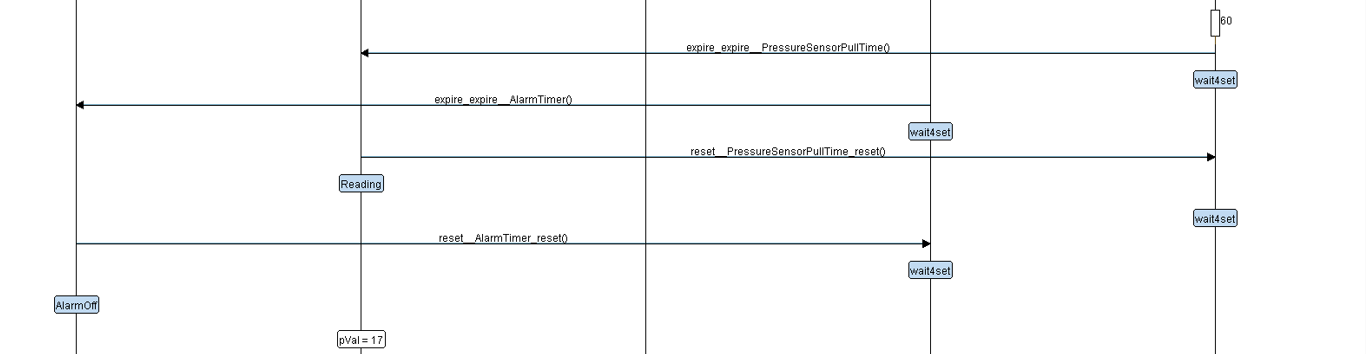 60
expire_expire__PressureSensorPullTime()
wait4set
expire_expire__AlarmTimer()
wait4set
reset__PressureSensorPullTime_reset()
Reading
wait4set
reset__AlarmTimer_reset()
wait4set
AlarmOff
pVal = 17